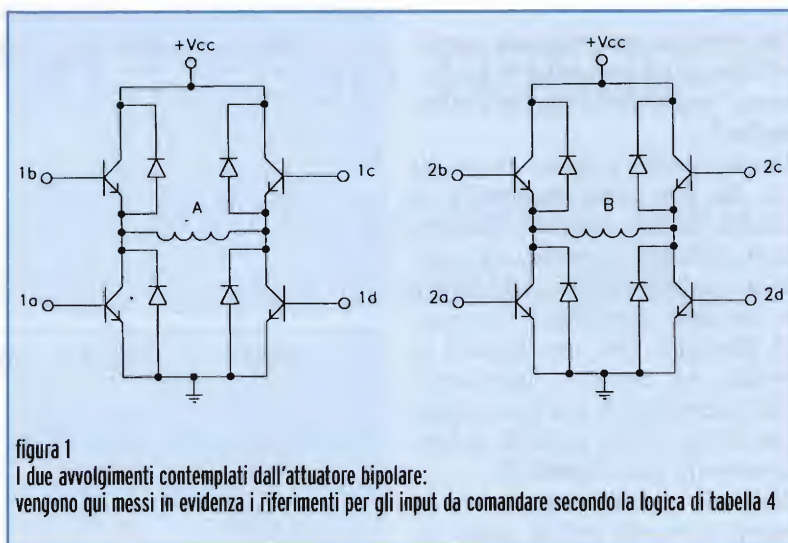 +Vcc
+Vcc
1b
1c
2b
2c
A
B
1a
1d
2a
2d
figura 1
I due avvolgimenti contemplati dall'attuatore bipolare:
vengono qui messi in evidenza i riferimenti per gli input da comandare secondo la logica di tabella 4